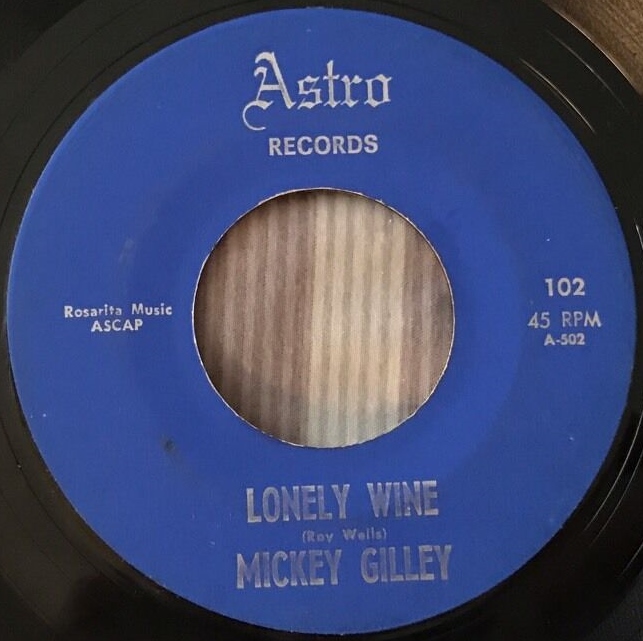 Astro
RECORDS
Rosarita Music
ASCAP
102
45 RPM
A-502
LONELY WINE
(Roy Wells)
MICKEY GILLEY